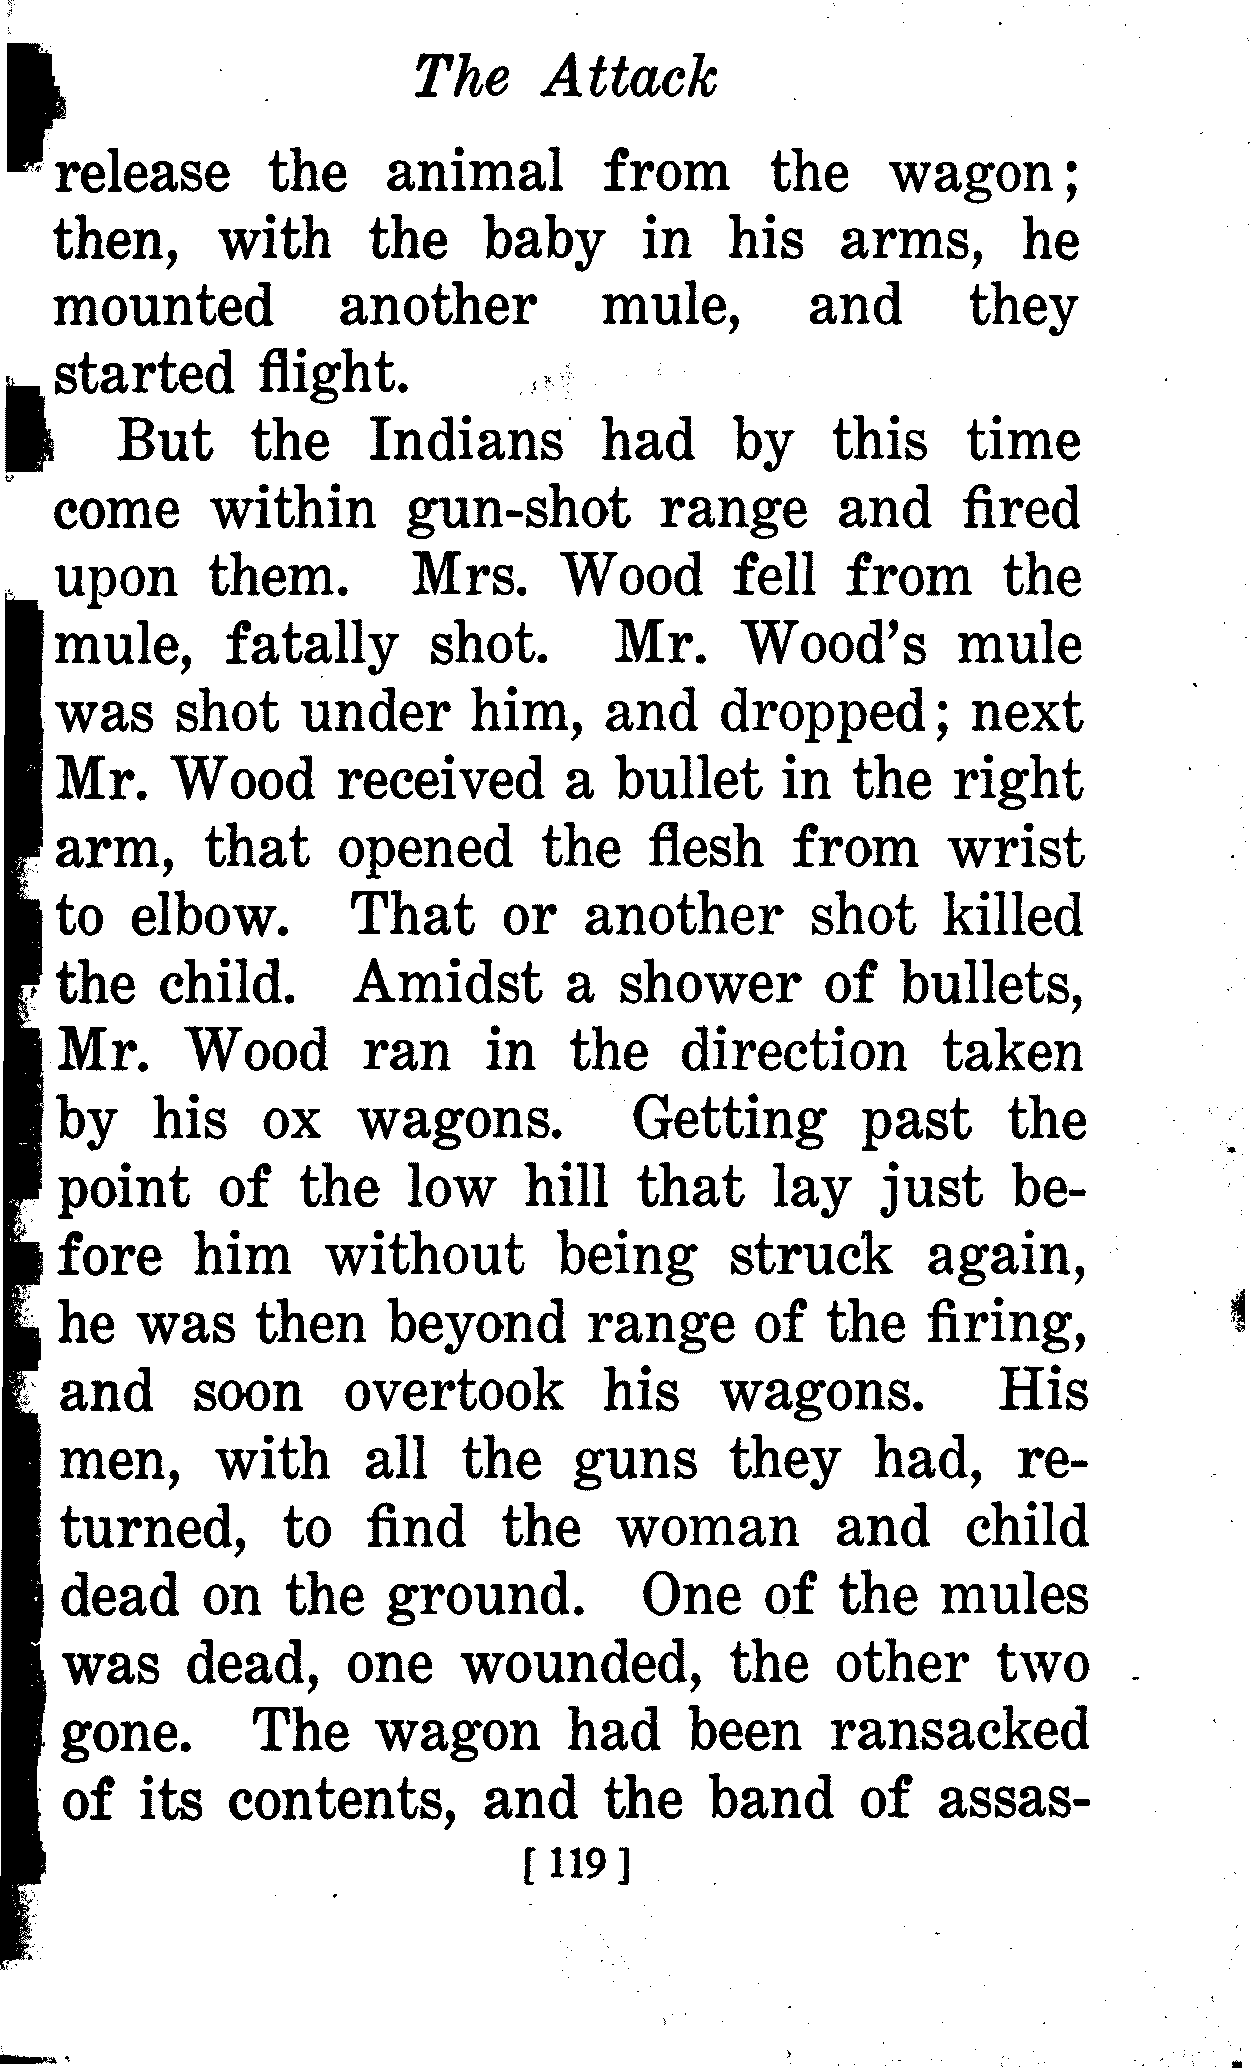 The Attack
release the animal from the wagon;
then, with the baby in his arms, he
mounted another mule, and they
started flight.
But the Indians had by this time
come within gun-shot range and fired
upon them. Mrs. Wood fell from the
mule, fatally shot. Mr. Wood's mule
was shot under him, and dropped; next
Mr. Wood received a bullet in the right
arm, that opened the flesh from wrist
to elbow. That or another shot killed
the child. Amidst a shower of bullets,
Mr. Wood ran in the direction taken
by his ox wagons. Getting past the
point of the low hill that lay just be-
fore him without being struck again,
he was then beyond range of the firing,
and soon overtook his wagons. His
men, with all the guns they had, re-
turned, to find the woman and child
dead on the ground. One of the mules
was dead, one wounded, the other two
gone. The wagon had been ransacked
of its contents, and the band of assas-
[ 119 ]